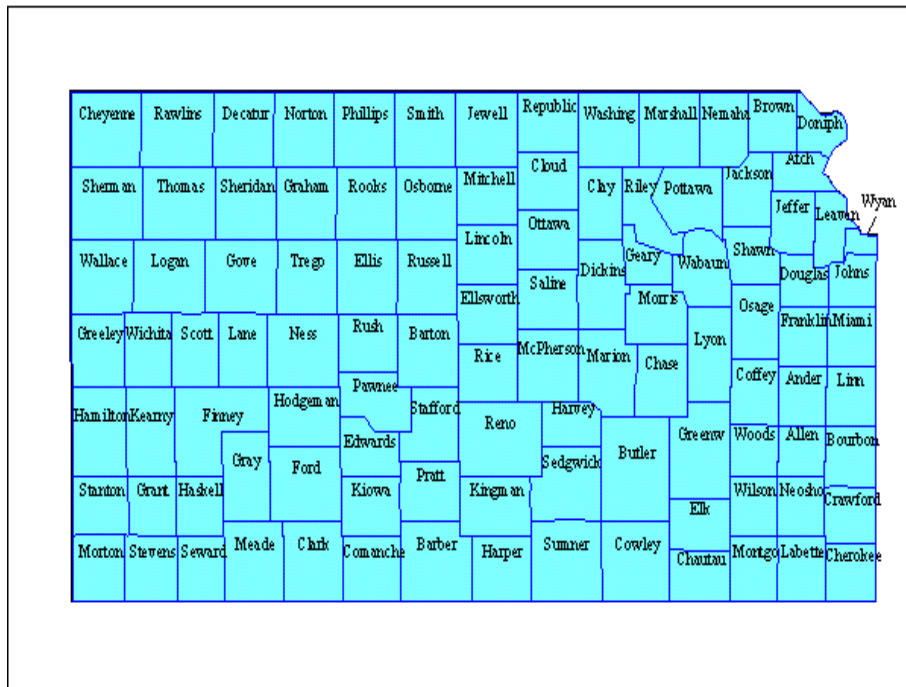 Cheyenne
Rawlins
Decatur
Norton
Phillips
Smith
Jewell
Republic
Washing
Marshall
Nemaha
Brown
Doniph
Sherman
Thomas
Sheridan
Graham
Rooks
Osborne
Mitchell
Cloud
Clay
Riley
Pottawa
Jackson
Atch
Jeffer
Leaven
Wyan
Wallace
Logan
Gove
Trego
Ellis
Russell
Lincoln
Ottawa
Saline
Dickins
Geary
Wabaun
Shawn
Douglas
Johns
Ellsworth
Morris
Osage
Franklin
Miami
Greeley
Wichita
Scott
Lane
Ness
Rush
Barton
Rice
McPherson
Marion
Chase
Lyon
Coffey
Ander
Linn
Hamilton
Kearny
Finney
Hodgeman
Pawnee
Stafford
Reno
Harvey
Butler
Greenw
Woods
Allen
Bourbon
Gray
Ford
Edwards
Sedgwick
Stanton
Grant
Haskell
Kiowa
Pratt
Kingman
Elk
Wilson
Neosho
Crawford
Morton
Stevens
Seward
Meade
Clark
Comanche
Barber
Harper
Sumner
Cowley
Chautau
Montgo
Labette
Cherokee